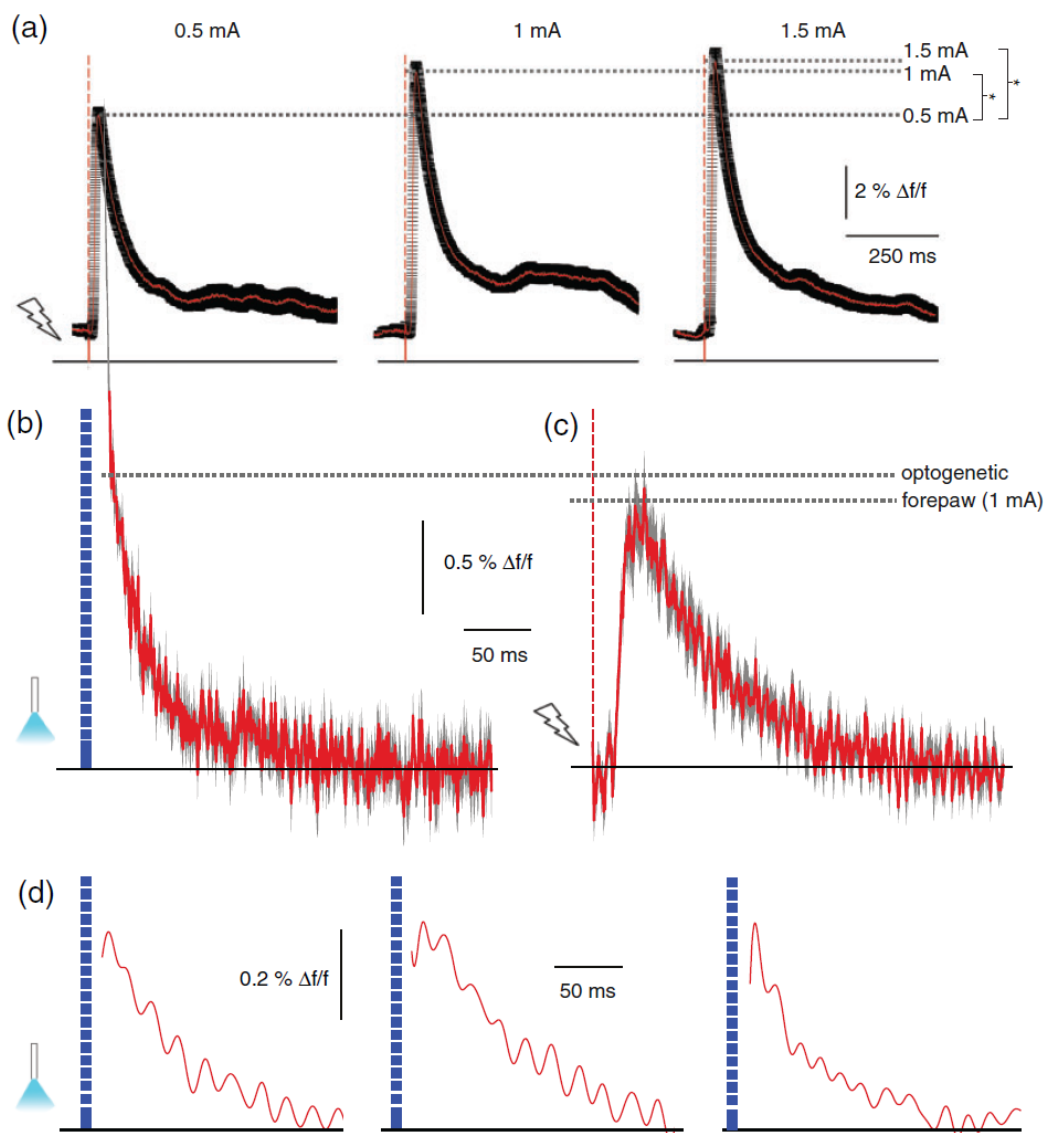 (a)
0.5 mA
1 mA
1.5 mA
1.5 mA
1 mA
0.5 mA
*
*
2 % Δf/f
250 ms
(b)
(c)
optogenetic
forepaw (1 mA)
0.5 % Δf/f
50 ms
(d)
0.2 % Δf/f
50 ms